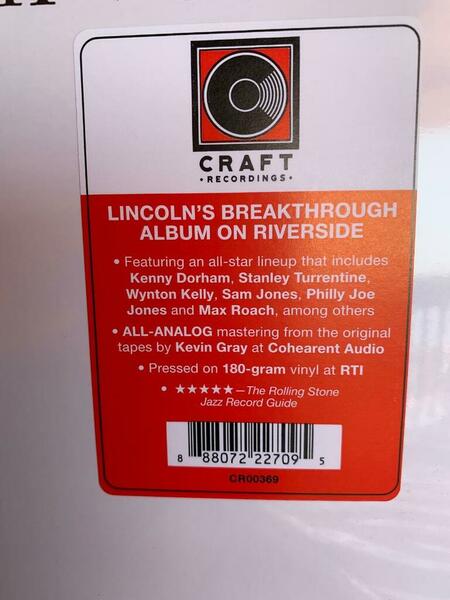 CRAFT
•RECORDINGS•
LINCOLN'S BREAKTHROUGH
ALBUM ON RIVERSIDE
• Featuring an all-star lineup that includes
Kenny Dorham, Stanley Turrentine,
Wynton Kelly, Sam Jones, Philly Joe
Jones and Max Roach, among others
• ALL-ANALOG mastering from the original
tapes by Kevin Gray at Cohearent Audio
• Pressed on 180-gram vinyl at RTI
• ★★★★★—The Rolling Stone
Jazz Record Guide
8 88072 22709 5
CR00369